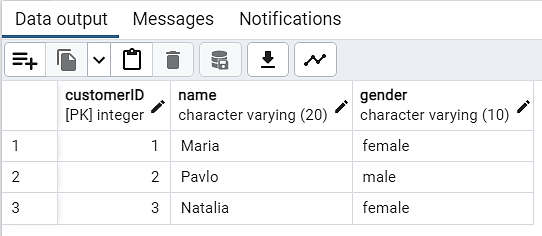 Data output Messages Notifications
customerID name gender
[PK] integer character varying (20) character varying (10)
1 1 Maria female
2 2 Pavlo male
3 3 Natalia female